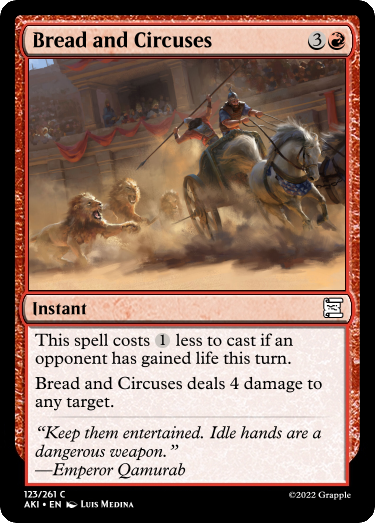 Bread and Circuses 3
Instant
This spell costs 1 less to cast if an
opponent has gained life this turn.
Bread and Circuses deals 4 damage to
any target.
“Keep them entertained. Idle hands are a
dangerous weapon.”
—Emperor Qamurab
123/261 C
AKI • EN Luis Medina
©2022 Grapple